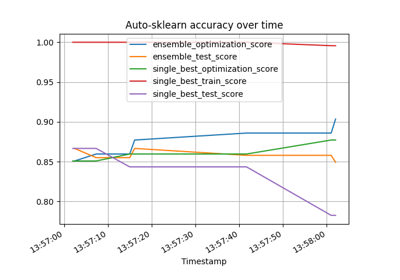 Auto-sklearn accuracy over time
ensemble_optimization_score
ensemble_test_score
single_best_optimization_score
single_best_train_score
single_best_test_score
1.00
0.95
0.90
0.85
0.80
13:57:00
13:57:10
13:57:20
13:57:30
13:57:40
13:57:50
13:58:00
Timestamp